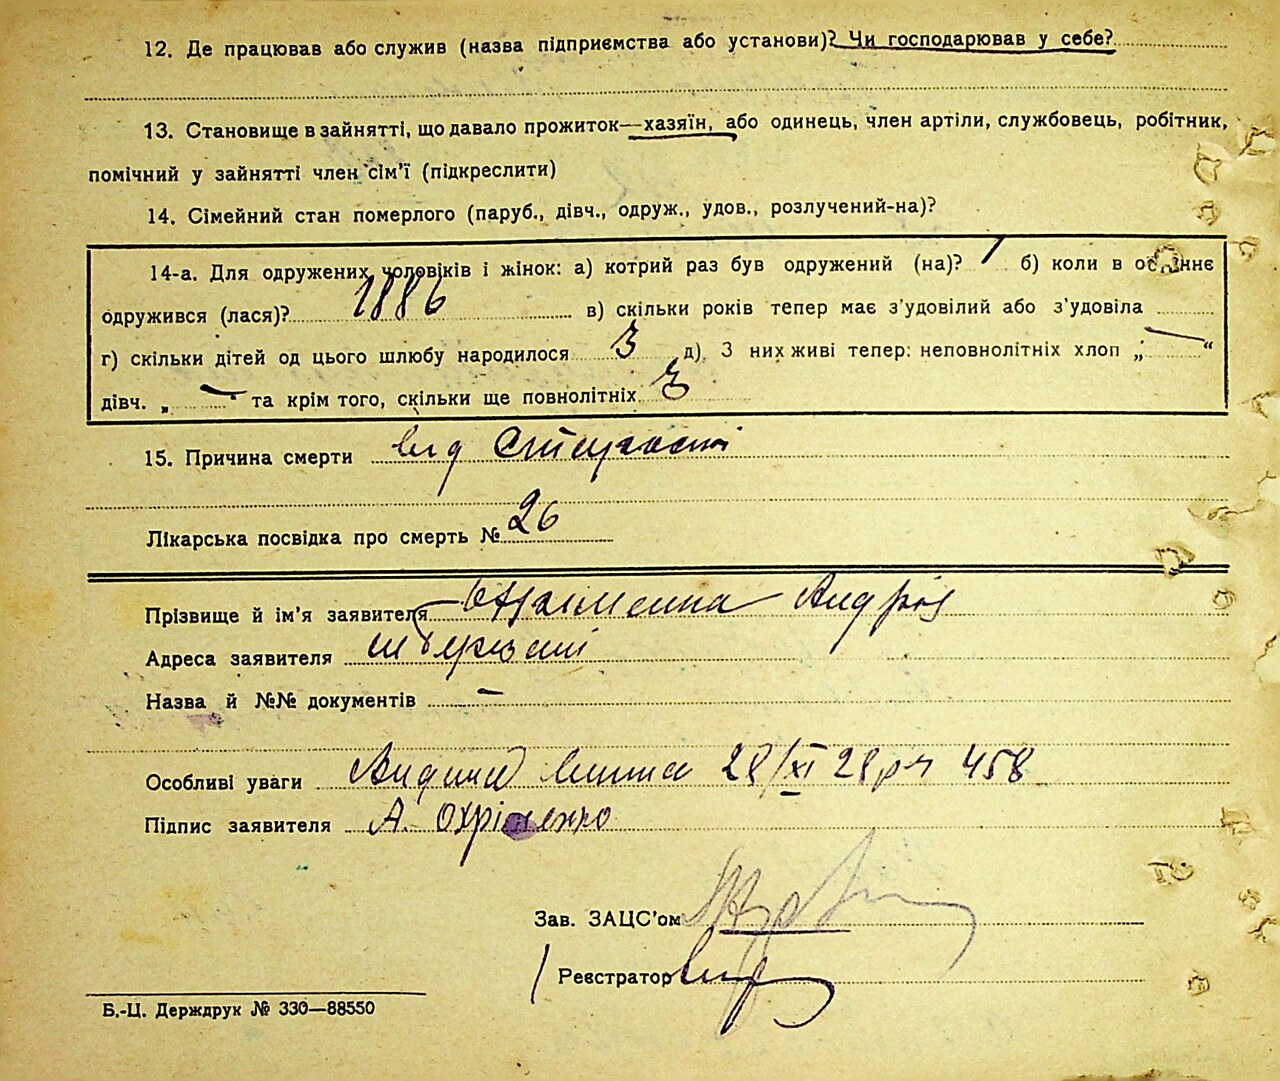 12. Де працював або служив (назва підприємства або установи)? Чи господарював у себе?
13. Становище в зайнятті, що давало прожиток—хазяїн, або одинець, член артіли, службовець, робітник,
помічний у зайнятті член сім'ї (підкреслити)
14. Сімейний стан померлого (паруб., дівч., одруж., удов., розлучений-на)?
14-а. Для одружених чоловіків і жінок: а) котрий раз був одружений (на)? 1 б) коли в останнє
одружився (лася)? 1886 в) скільки років тепер має з'удовілий або з'удовіла
г) скільки дітей од цього шлюбу народилося 3 д) З них живі тепер: неповнолітніх хлоп „ — “
дівч. „ — " та крім того, скільки ще повнолітніх 3
15. Причина смерти від старости
Лікарська посвідка про смерть № 26
Прізвище й ім'я заявителя Охрименко Андрій
Адреса заявителя
Назва й №№ документів —
Особливі уваги 28/XI 28 р 458
Підпис заявителя А. Охріменко
Зав. ЗАЦС'ом
Реєстратор
Б.-Ц. Держдрук № 330—88550